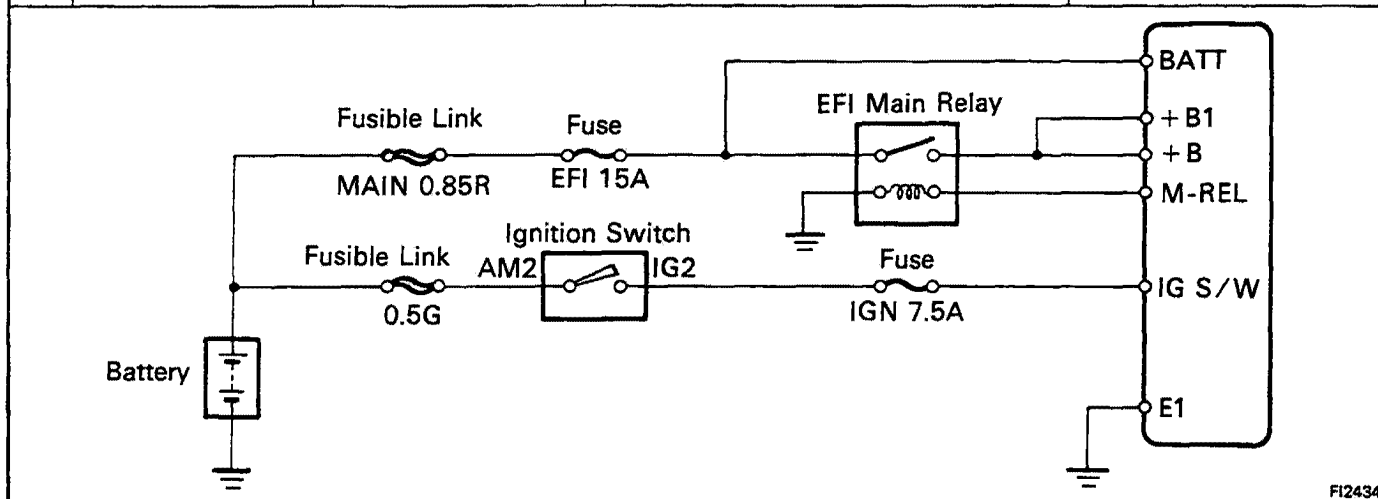 BATT
EFI Main Relay
Fusible Link
Fuse
+B1
+B
MAIN 0.85R
EFI 15A
M-REL
Ignition Switch
Fusible Link
AM2
IG2
Fuse
IG S/W
0.5G
IGN 7.5A
Battery
E1
FI2434